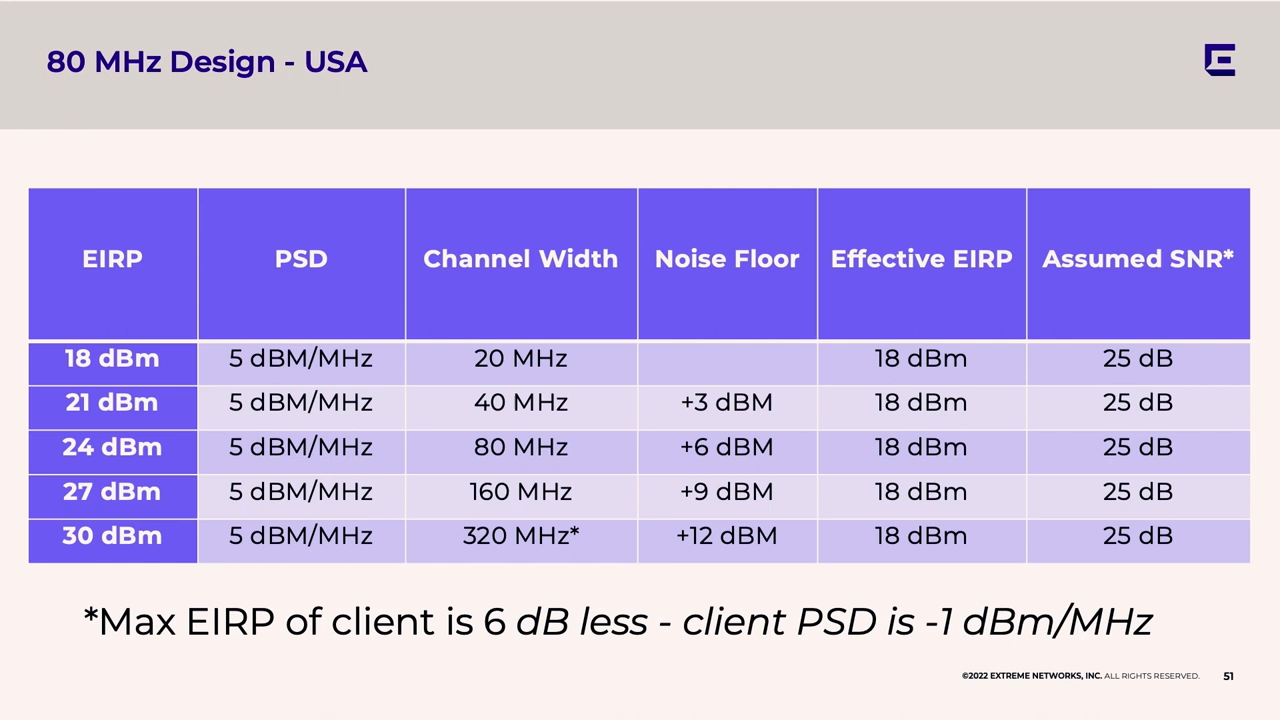 80 MHz Design - USA
EIRP PSD Channel Width Noise Floor Effective EIRP Assumed SNR*
18 dBm 5 dBM/MHz 20 MHz 18 dBm 25 dB
21 dBm 5 dBM/MHz 40 MHz +3 dBM 18 dBm 25 dB
24 dBm 5 dBM/MHz 80 MHz +6 dBM 18 dBm 25 dB
27 dBm 5 dBM/MHz 160 MHz +9 dBM 18 dBm 25 dB
30 dBm 5 dBM/MHz 320 MHz* +12 dBM 18 dBm 25 dB
*Max EIRP of client is 6 dB less - client PSD is -1 dBm/MHz
©2022 EXTREME NETWORKS, INC. ALL RIGHTS RESERVED. 51